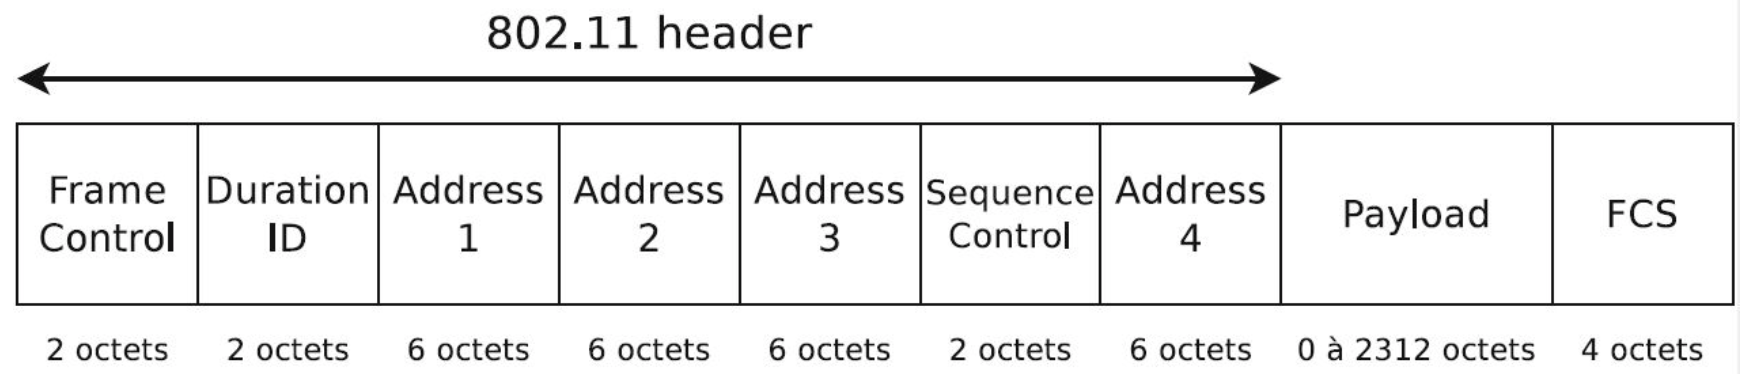 802.11 header
Frame Control
Duration ID
Address 1
Address 2
Address 3
Sequence Control
Address 4
Payload
FCS
2 octets
2 octets
6 octets
6 octets
6 octets
2 octets
6 octets
0 à 2312 octets
4 octets